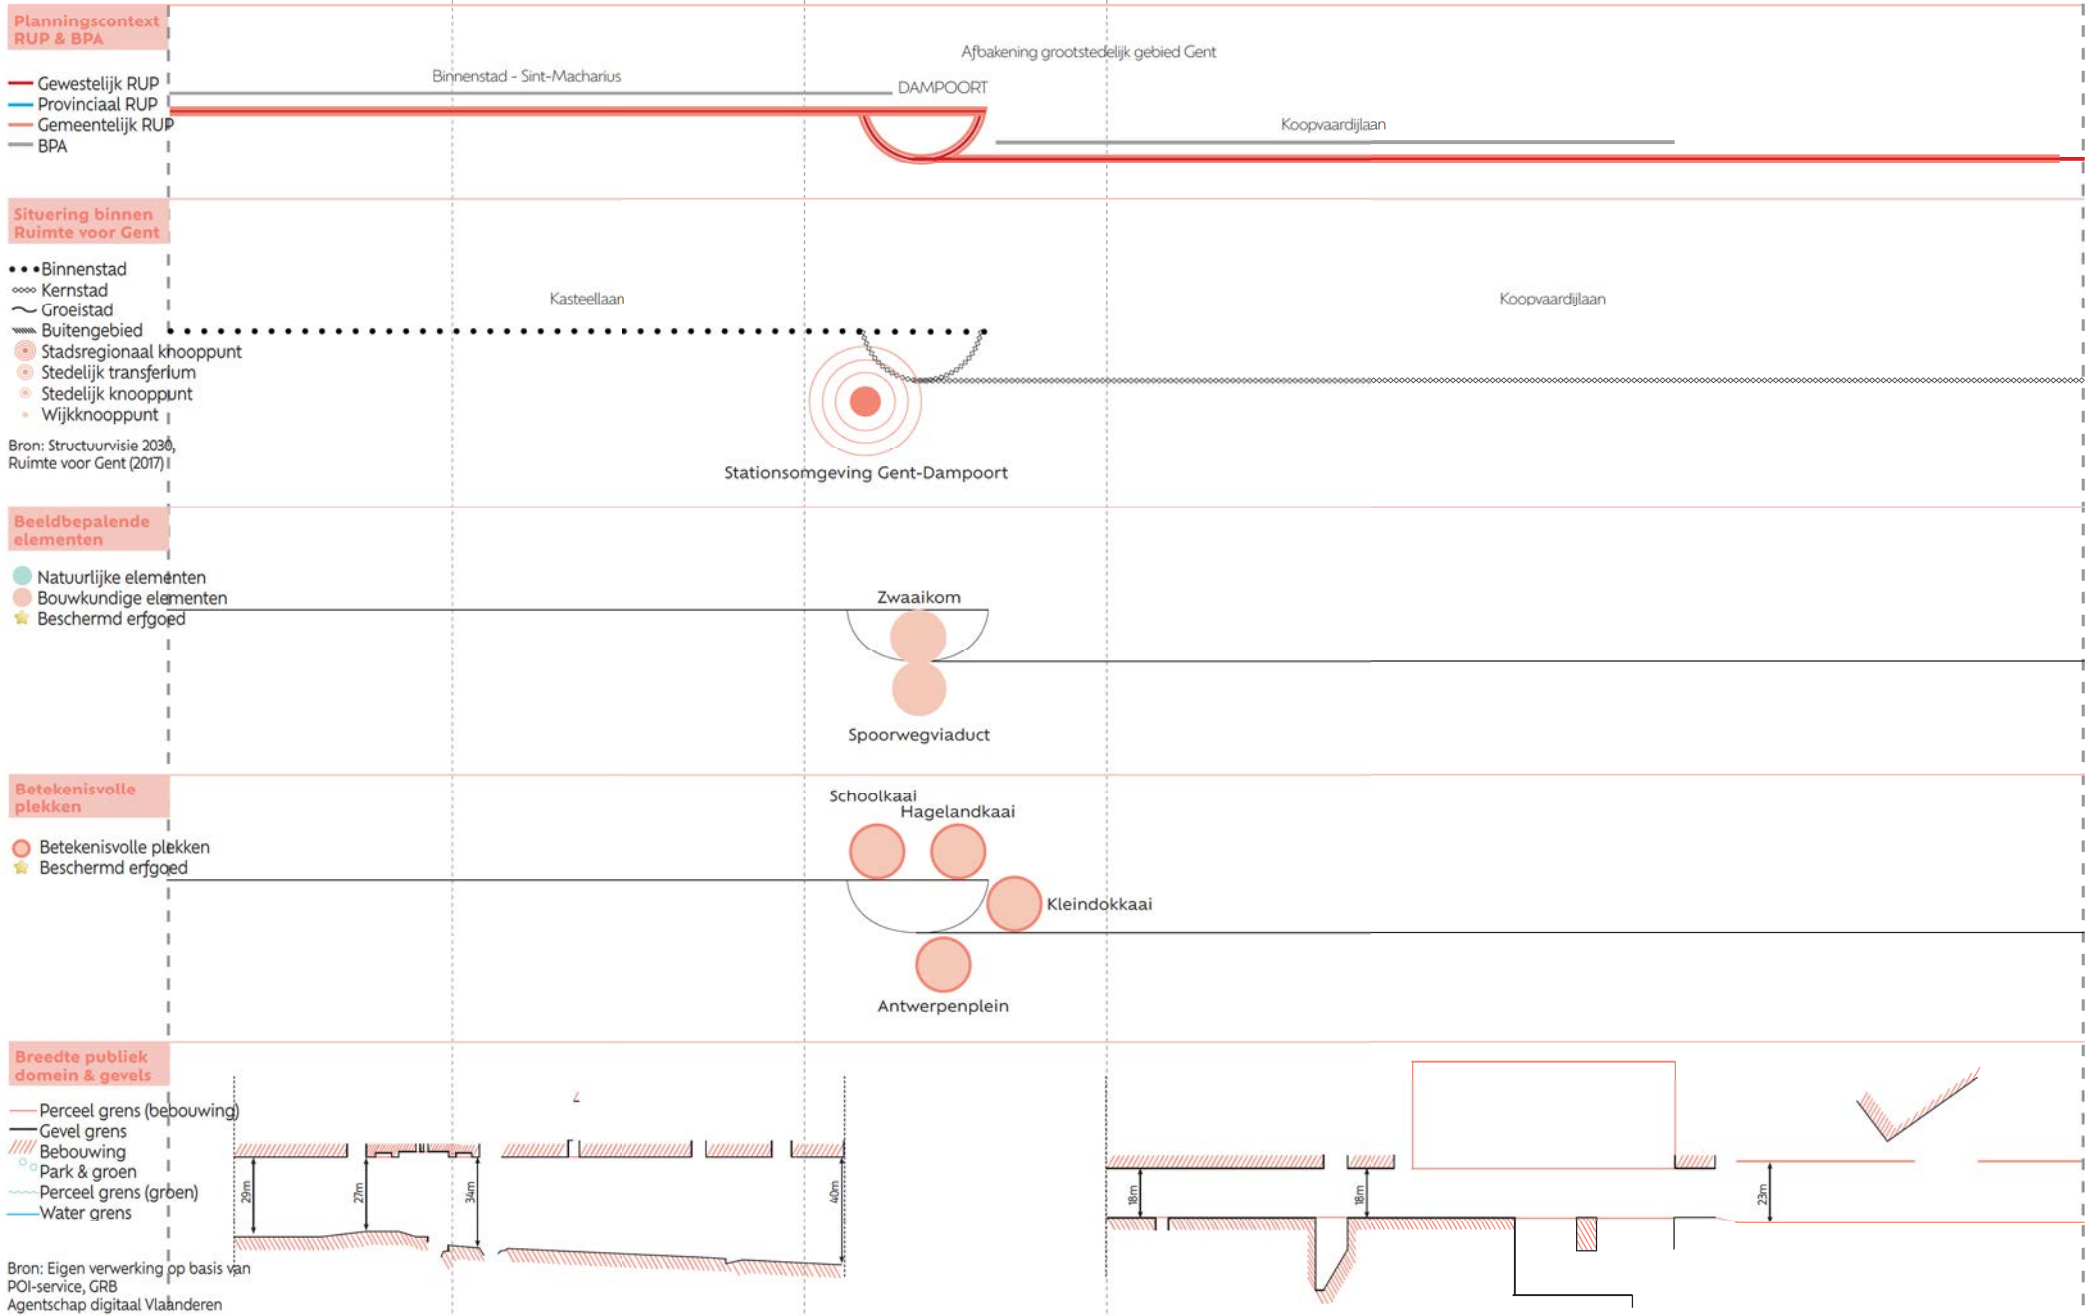 Planningscontext
RUP & BPA
Gewestelijk RUP
Provinciaal RUP
Gemeentelijk RUP
BPA
Binnenstad - Sint-Macharius
Afbakening grootstedelijk gebied Gent
DAMPOORT
Koopvaardijlaan
Situering binnen
Ruimte voor Gent
Binnenstad
Kernstad
Groeistad
Buitengebied
Stadsregionaal knooppunt
Stedelijk transferium
Stedelijk knooppunt
Wijkknooppunt
Bron: Structuurvisie 2030,
Ruimte voor Gent (2017)
Kasteellaan
Koopvaardijlaan
Stationsomgeving Gent-Dampoort
Beeldbepalende
elementen
Natuurlijke elementen
Bouwkundige elementen
Beschermd erfgoed
Zwaaikom
Spoorwegviaduct
Betekenisvolle
plekken
Betekenisvolle plekken
Beschermd erfgoed
Schoolkaai
Hagelandkaai
Kleindokkaai
Antwerpenplein
Breedte publiek
domein & gevels
Perceel grens (bebouwing)
Gevel grens
Bebouwing
Park & groen
Perceel grens (groen)
Water grens
Bron: Eigen verwerking op basis van
POI-service, GRB
Agentschap digitaal Vlaanderen
29m
27m
34m
40m
18m
18m
23m